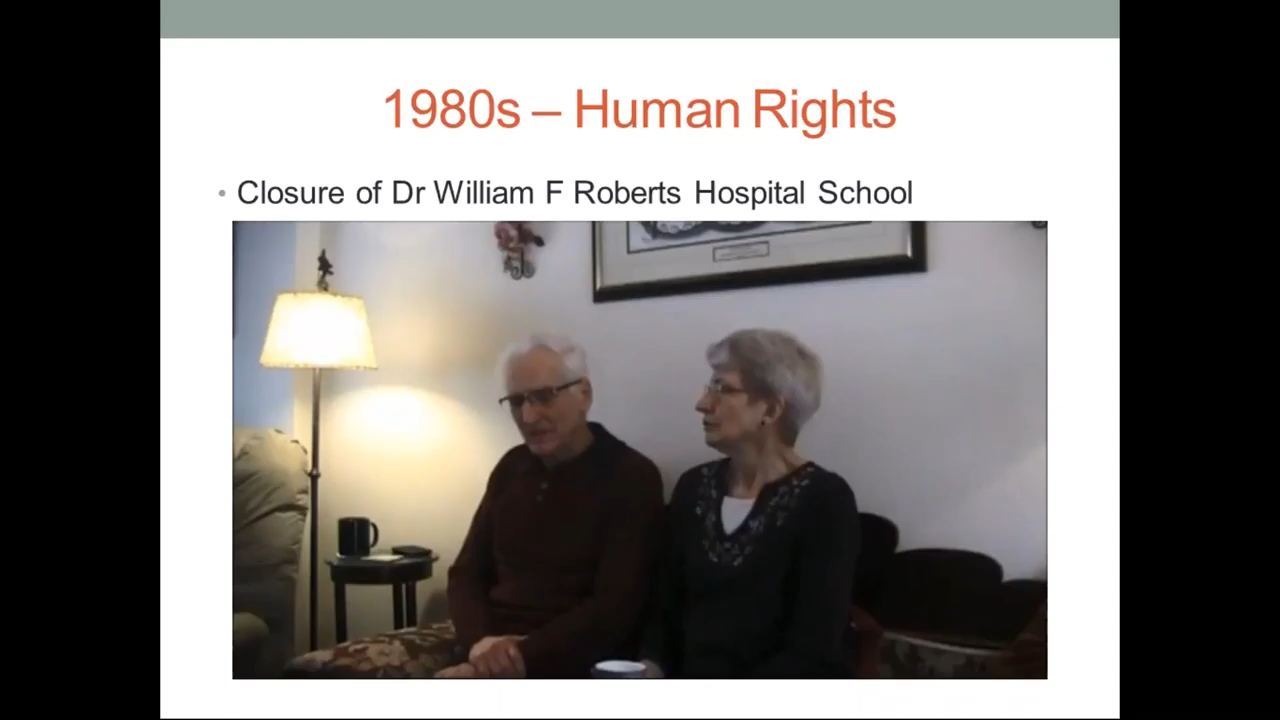 1980s – Human Rights
• Closure of Dr William F Roberts Hospital School